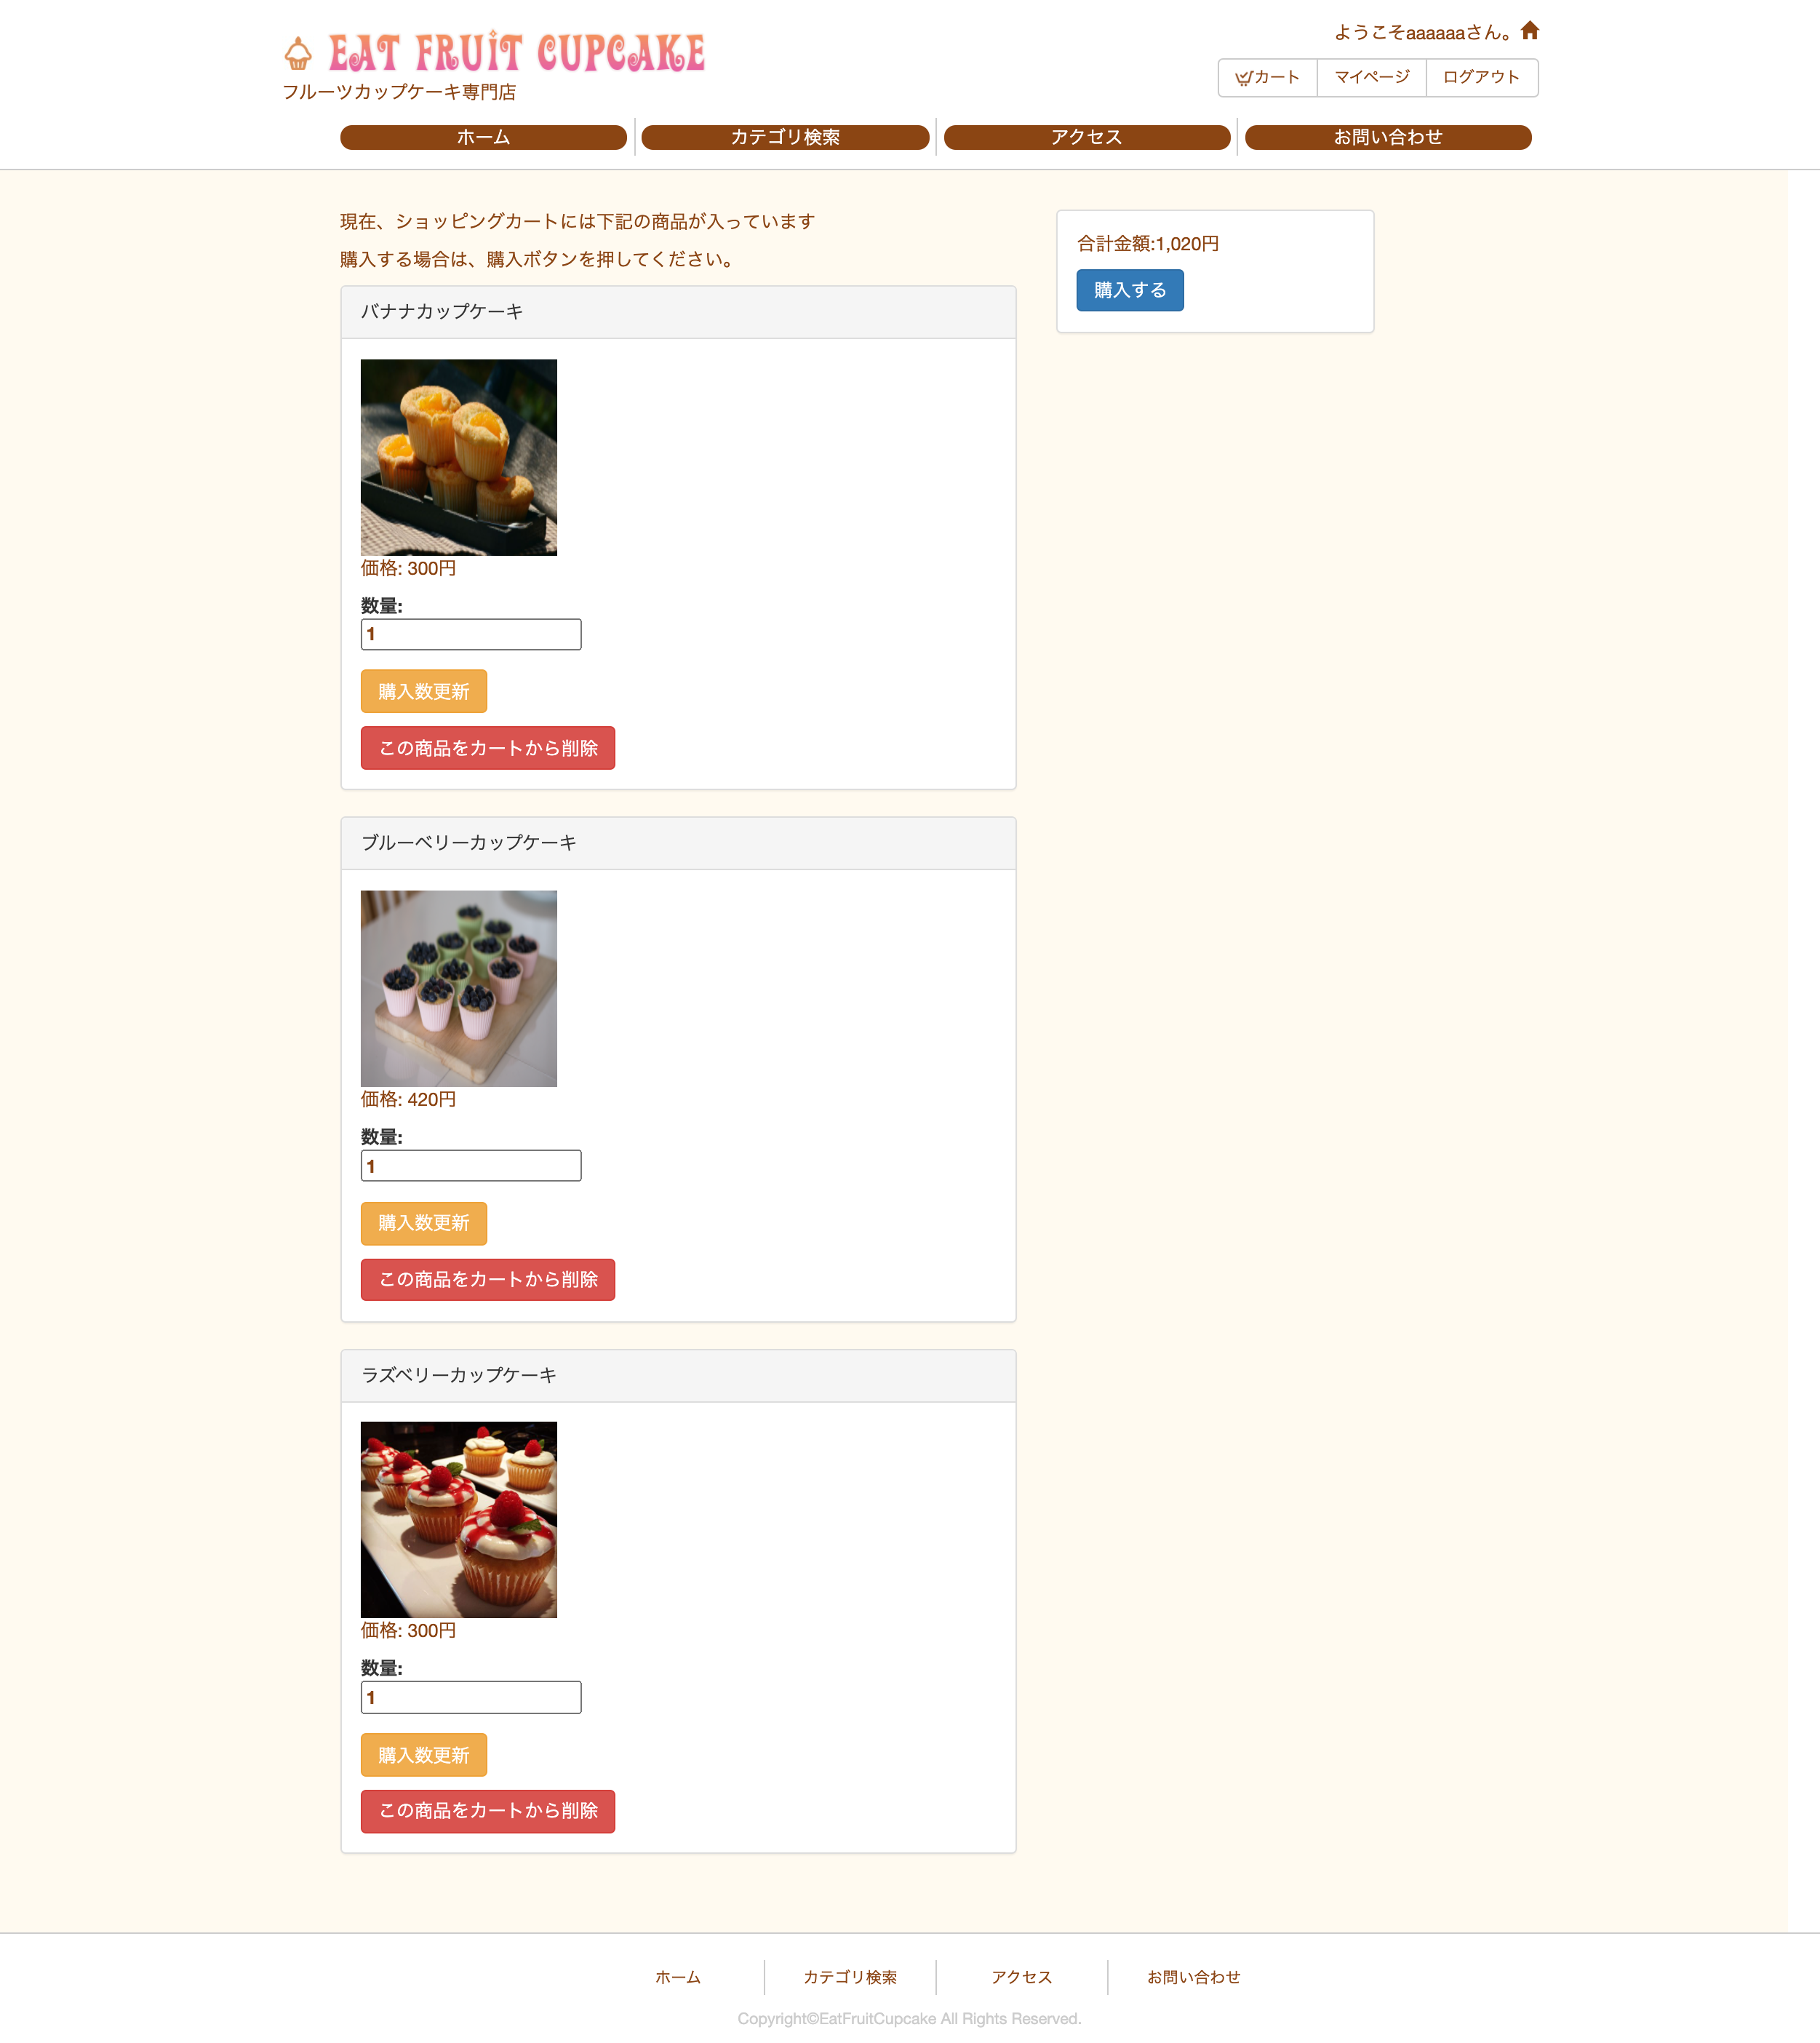 EAT FRUIT CUPCAKE
フルーツカップケーキ専門店
ようこそaaaaaaさん。
カート マイページ ログアウト
ホーム カテゴリ検索 アクセス お問い合わせ
現在、ショッピングカートには下記の商品が入っています
購入する場合は、購入ボタンを押してください。
合計金額:1,020円
購入する
バナナカップケーキ
価格: 300円
数量:
1
購入数更新
この商品をカートから削除
ブルーベリーカップケーキ
価格: 420円
数量:
1
購入数更新
この商品をカートから削除
ラズベリーカップケーキ
価格: 300円
数量:
1
購入数更新
この商品をカートから削除
ホーム カテゴリ検索 アクセス お問い合わせ
Copyright©EatFruitCupcake All Rights Reserved.